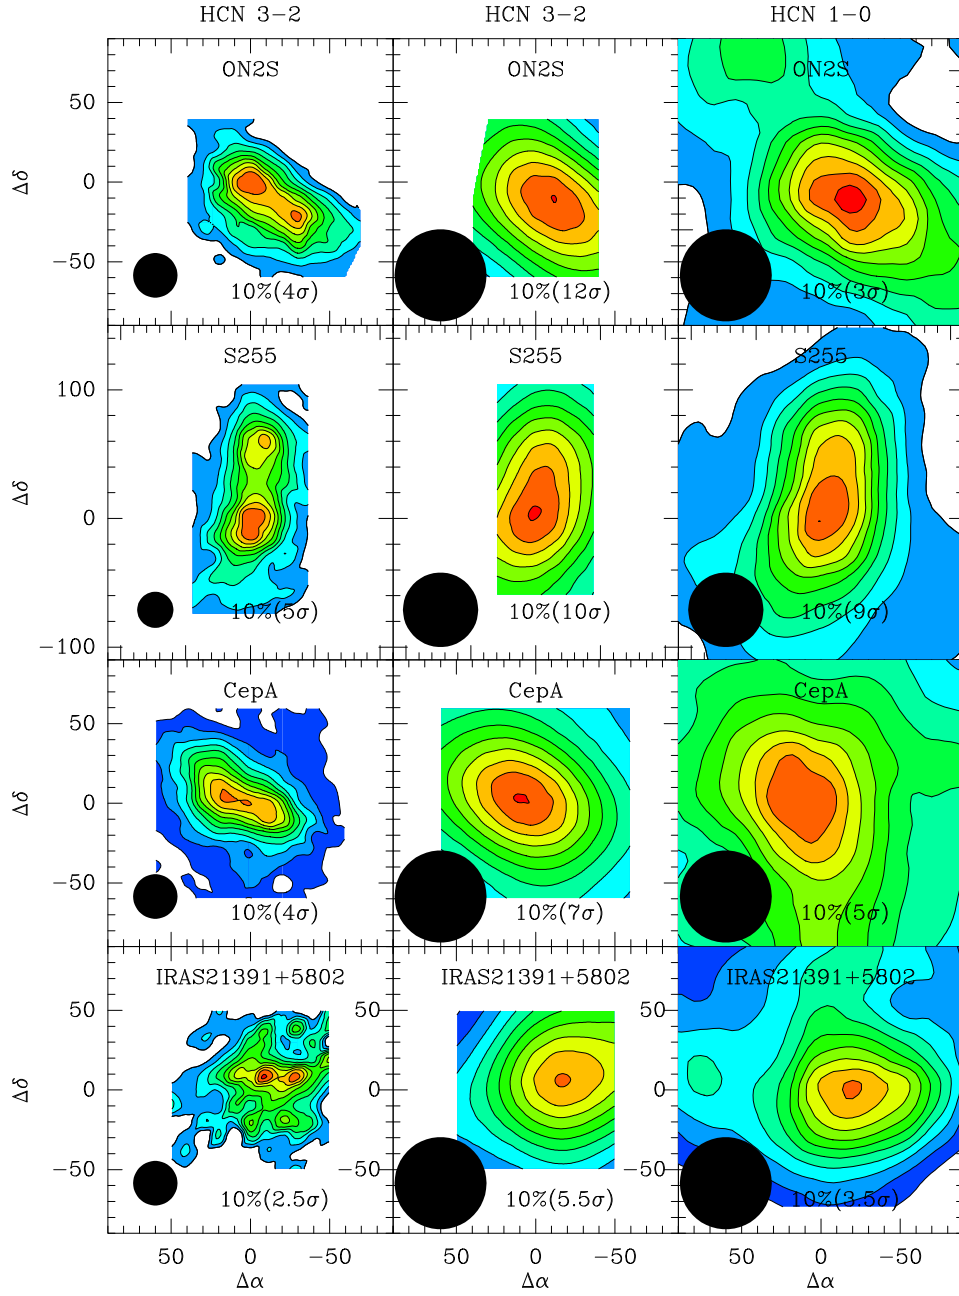 HCN 3−2 HCN 3−2 HCN 1−0
ON2S ON2S ON2S
50
0
−50
Δδ
10%(4σ) 10%(12σ) 10%(3σ)
S255 S255 S255
100
0
−100
Δδ
10%(5σ) 10%(10σ) 10%(9σ)
CepA CepA CepA
50
0
−50
Δδ
10%(4σ) 10%(7σ) 10%(5σ)
IRAS21391+5802 IRAS21391+5802 IRAS21391+5802
50 50 50
0 0 0
−50 −50 −50
Δδ
10%(2.5σ) 10%(5.5σ) 10%(3.5σ)
50 0 −50 50 0 −50 50 0 −50
Δα Δα Δα